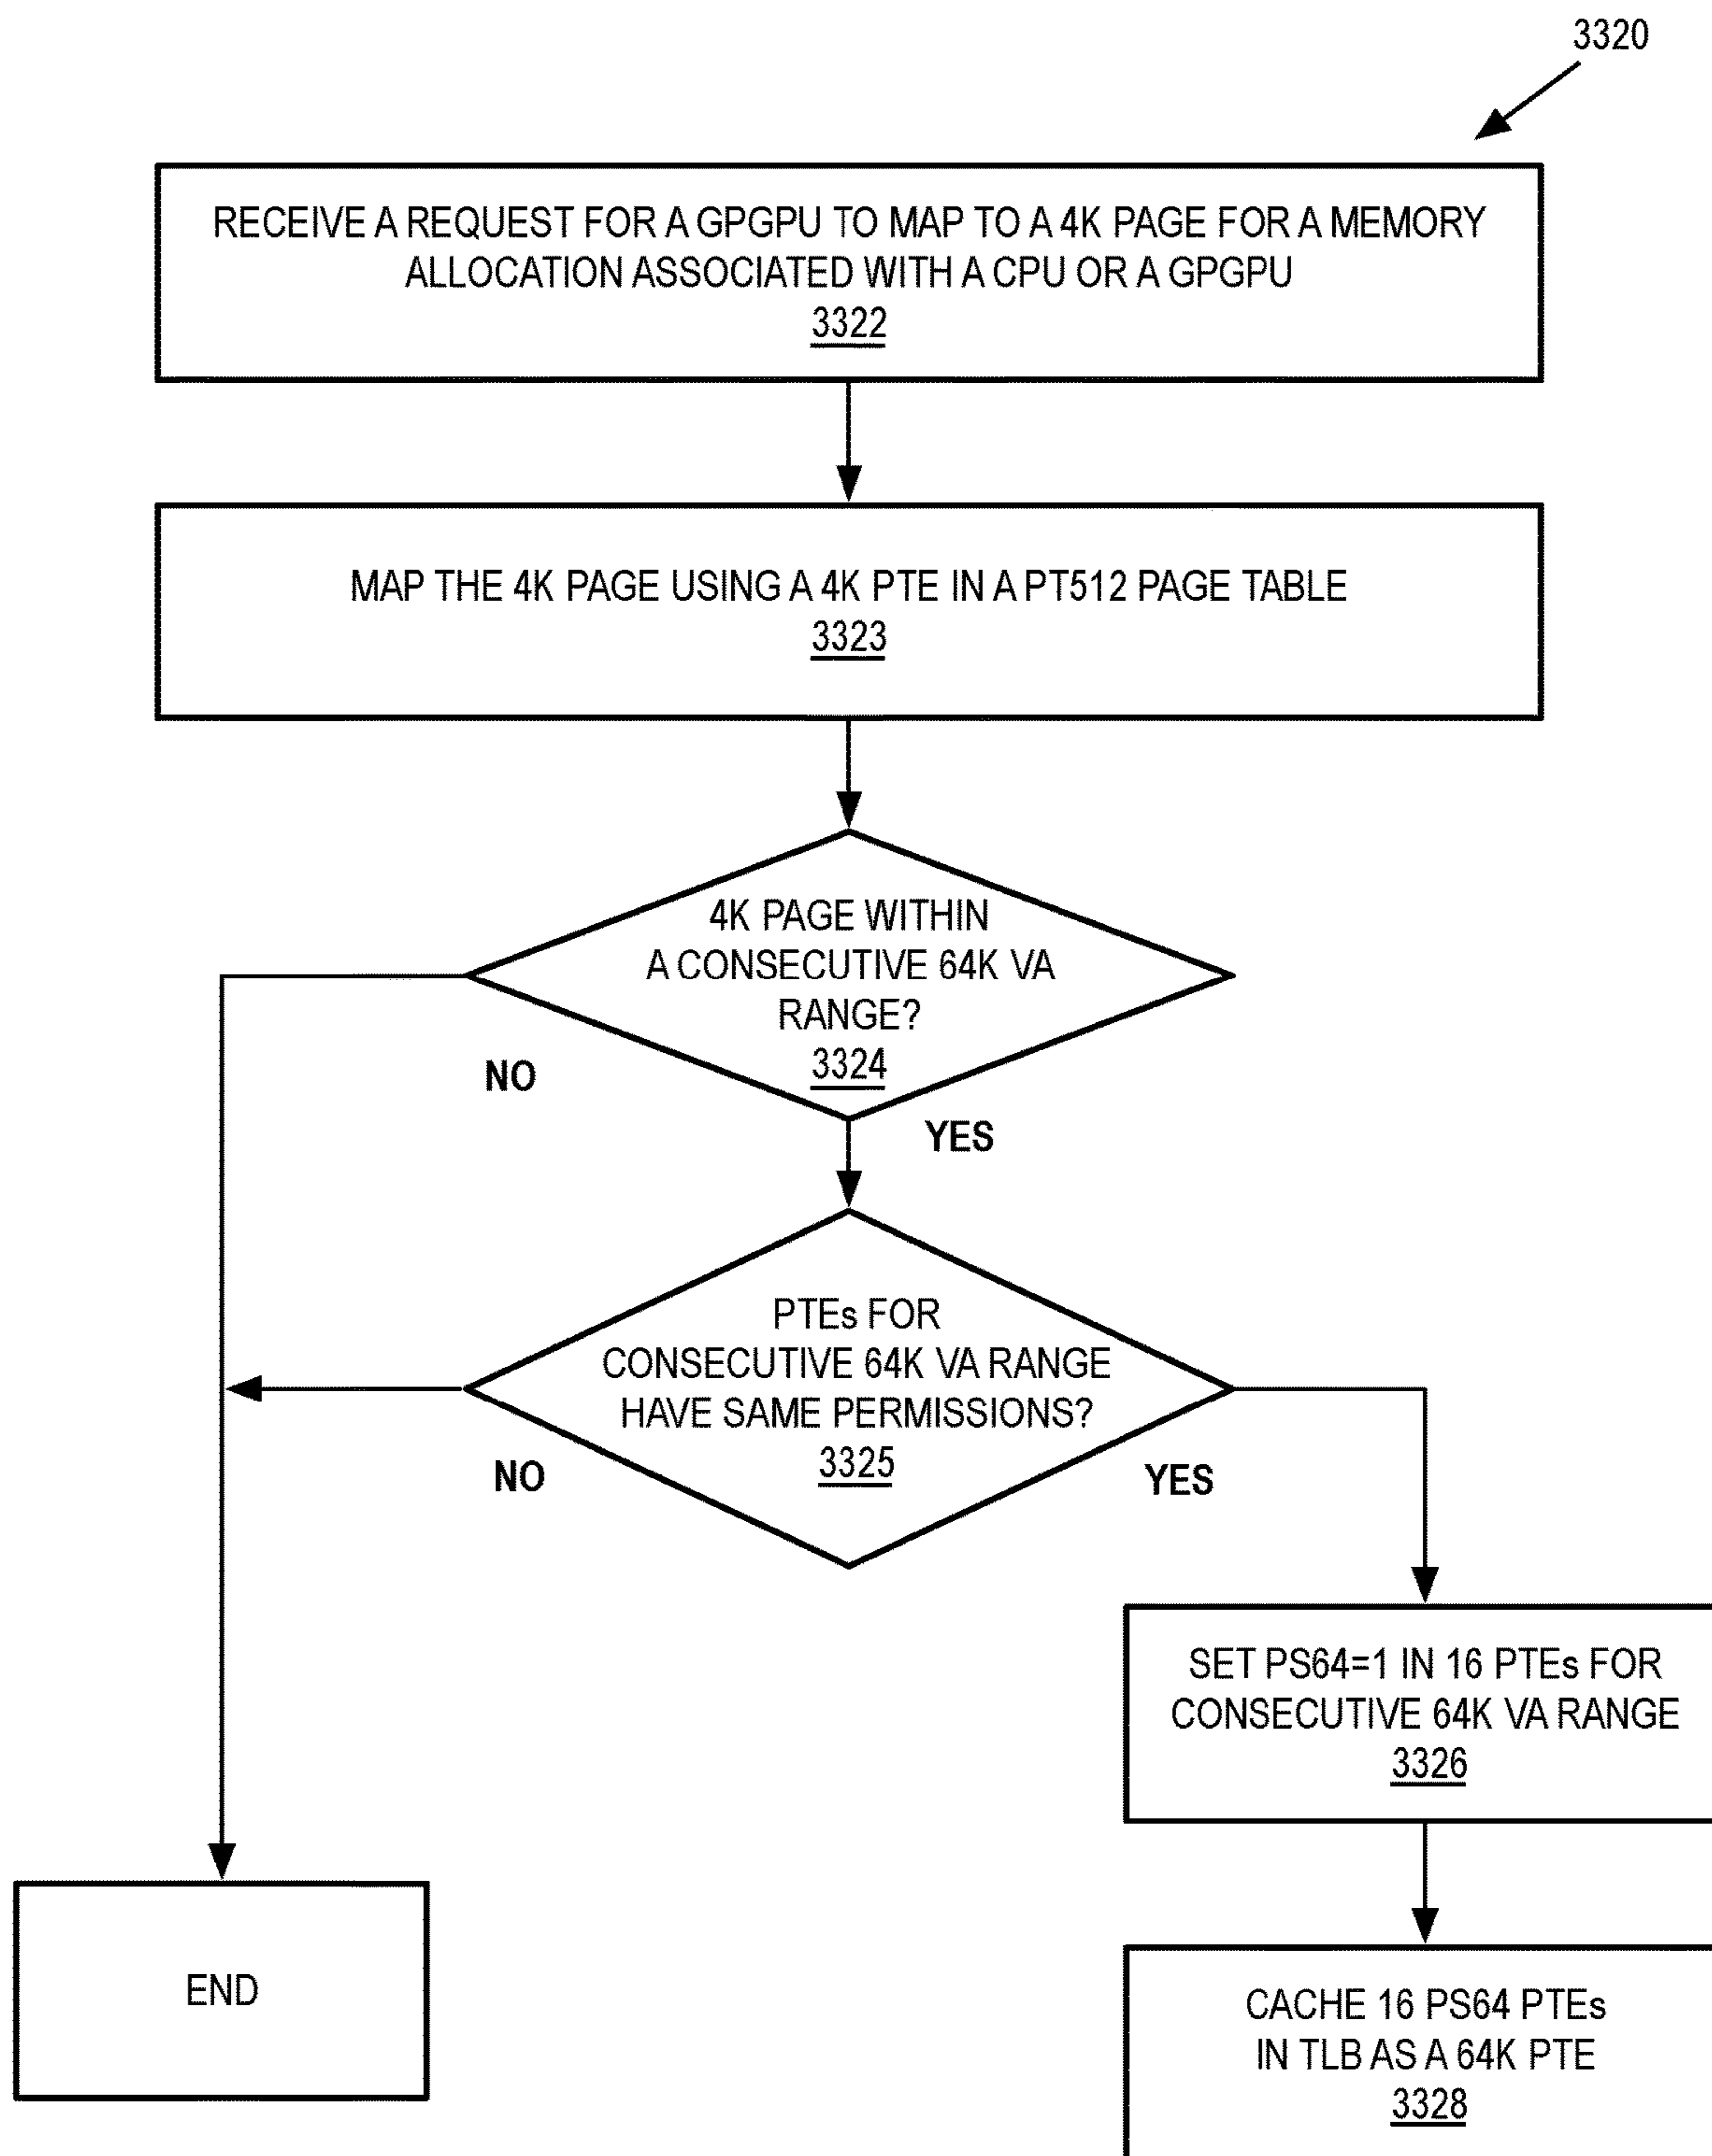 3320
RECEIVE A REQUEST FOR A GPGPU TO MAP TO A 4K PAGE FOR A MEMORY
ALLOCATION ASSOCIATED WITH A CPU OR A GPGPU
3322
MAP THE 4K PAGE USING A 4K PTE IN A PT512 PAGE TABLE
3323
4K PAGE WITHIN
A CONSECUTIVE 64K VA
RANGE?
3324
NO
YES
PTEs FOR
CONSECUTIVE 64K VA RANGE
HAVE SAME PERMISSIONS?
3325
NO
YES
SET PS64=1 IN 16 PTEs FOR
CONSECUTIVE 64K VA RANGE
3326
END
CACHE 16 PS64 PTEs
IN TLB AS A 64K PTE
3328